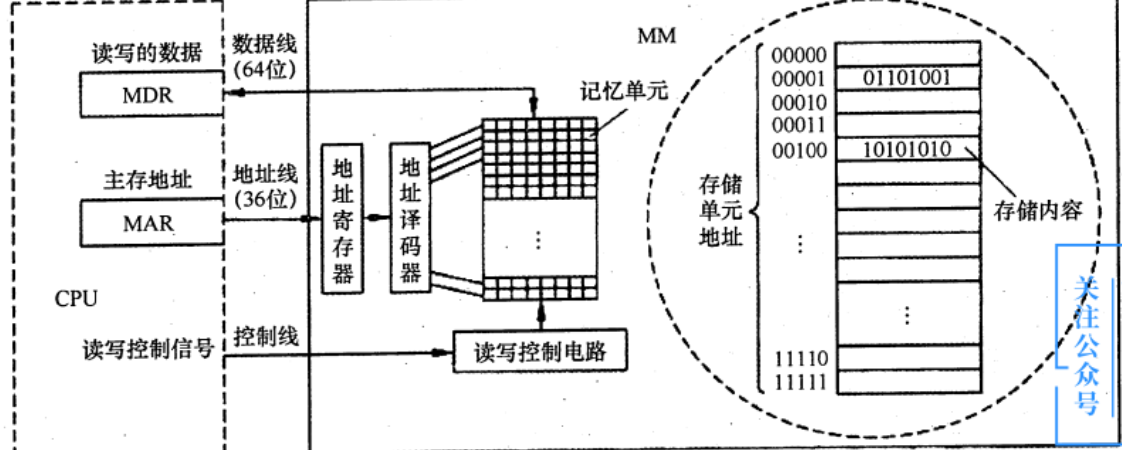 读写的数据
MDR
数据线
(64位)
主存地址
MAR
地址线
(36位)
CPU
读写控制信号
控制线
地址寄存器
地址译码器
记忆单元
…
读写控制电路
MM
存储
单元
地址
00000
00001
01101001
00010
00011
00100
10101010
存储内容
…
…
11110
11111
关注公众号